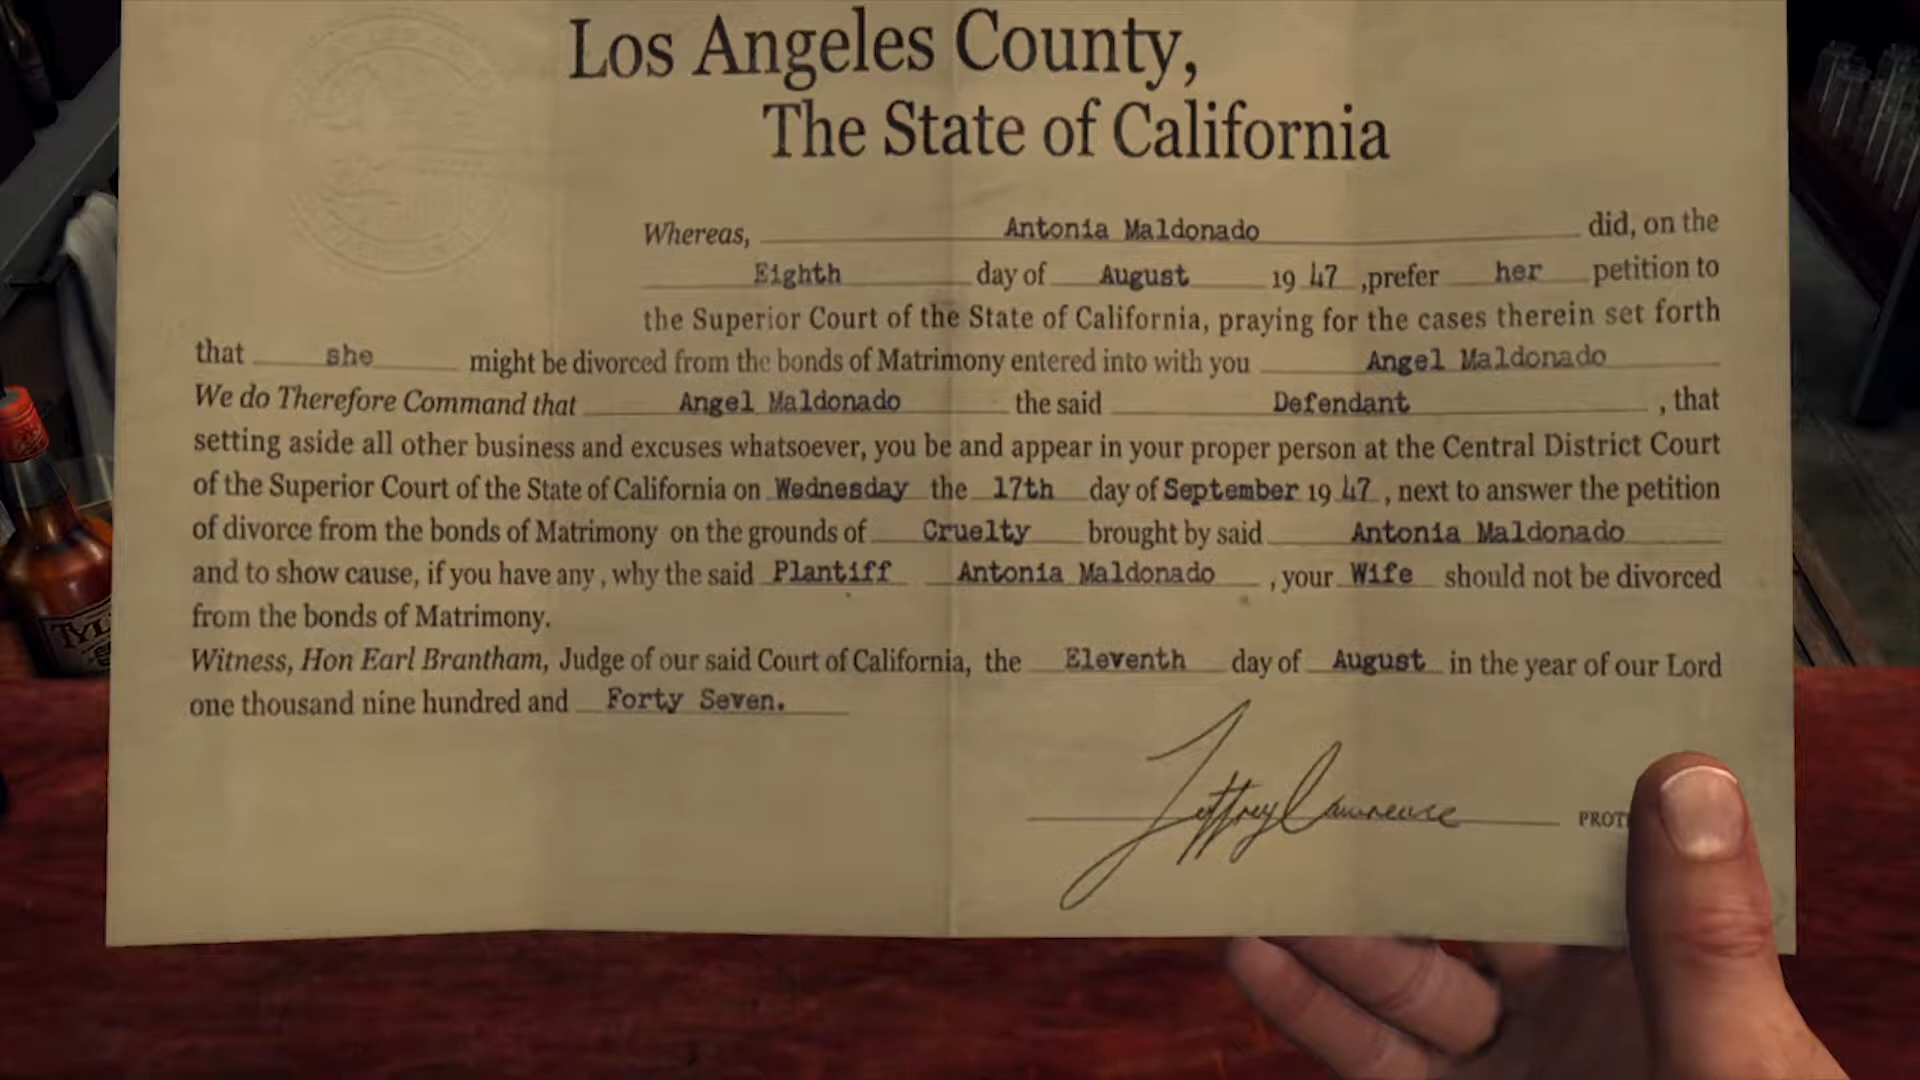 Los Angeles County,
The State of California
Whereas, Antonia Maldonado did, on the
Eighth day of August 19 47 ,prefer her petition to
the Superior Court of the State of California, praying for the cases therein set forth
that she might be divorced from the bonds of Matrimony entered into with you Angel Maldonado
We do Therefore Command that Angel Maldonado the said Defendant , that
setting aside all other business and excuses whatsoever, you be and appear in your proper person at the Central District Court
of the Superior Court of the State of California on Wednesday the 17th day of September 19 47 , next to answer the petition
of divorce from the bonds of Matrimony on the grounds of Cruelty brought by said Antonia Maldonado
and to show cause, if you have any , why the said Plantiff Antonia Maldonado , your Wife should not be divorced
from the bonds of Matrimony.
Witness, Hon Earl Brantham, Judge of our said Court of California, the Eleventh day of August in the year of our Lord
one thousand nine hundred and Forty Seven.
Jeffrey Lawrence